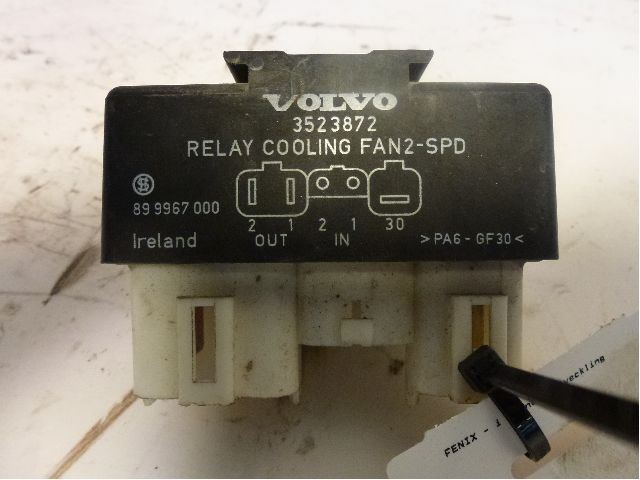 VOLVO
3523872
RELAY COOLING FAN2-SPD
89 9967 000
2 1 2 1 30
Ireland OUT IN >PA6-GF30<
FENIX -